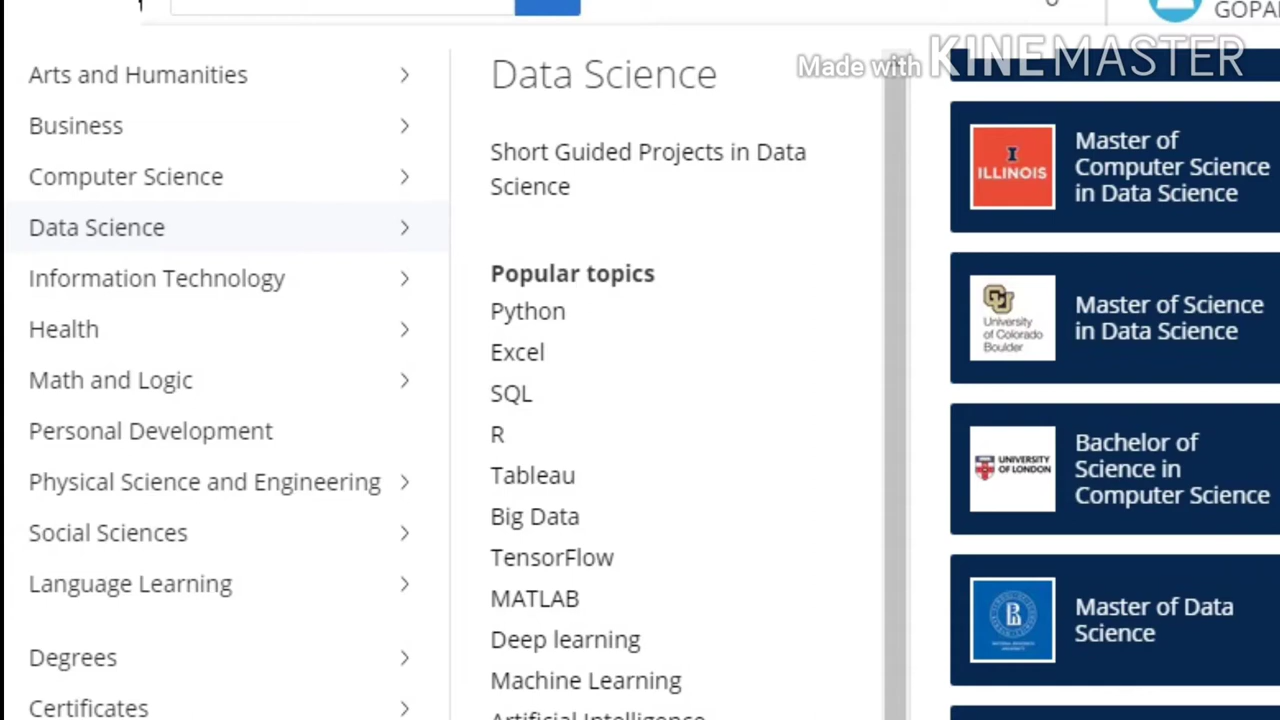 GOPAL
Made with KINEMASTER
Arts and Humanities
Business
Computer Science
Data Science
Information Technology
Health
Math and Logic
Personal Development
Physical Science and Engineering
Social Sciences
Language Learning
Degrees
Certificates
Data Science
Short Guided Projects in Data
Science
Popular topics
Python
Excel
SQL
R
Tableau
Big Data
TensorFlow
MATLAB
Deep learning
Machine Learning
Artificial Intelligence
I
ILLINOIS
Master of
Computer Science
in Data Science
CU
University
of Colorado
Boulder
Master of Science
in Data Science
UNIVERSITY
OF LONDON
Bachelor of
Science in
Computer Science
Master of Data
Science